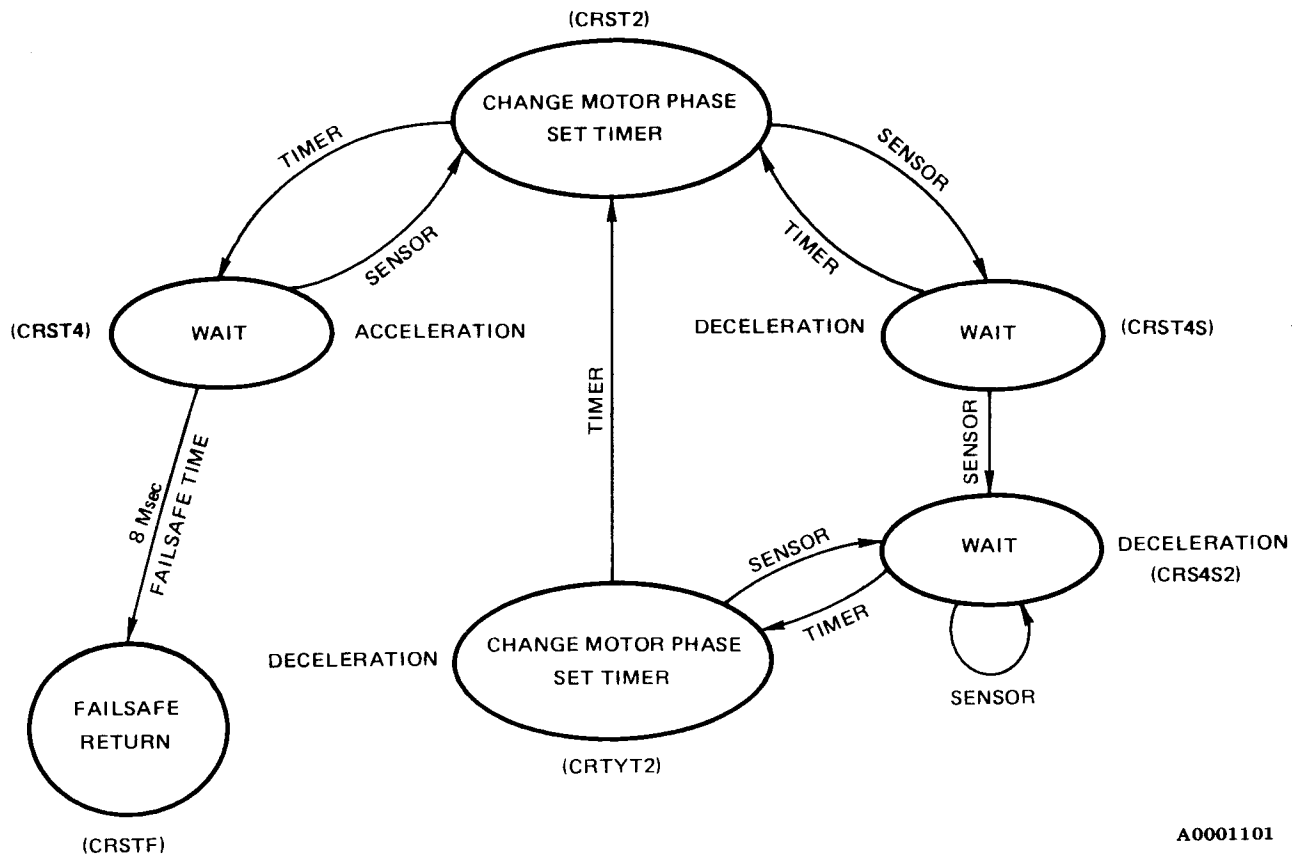 (CRST2)
CHANGE MOTOR PHASE
SET TIMER
TIMER
SENSOR
SENSOR
TIMER
(CRST4)
WAIT
ACCELERATION
DECELERATION
WAIT
(CRST4S)
TIMER
SENSOR
8 Msec
FAILSAFE TIME
SENSOR
WAIT
DECELERATION
(CRS4S2)
TIMER
DECELERATION
CHANGE MOTOR PHASE
SET TIMER
SENSOR
FAILSAFE
RETURN
(CRTYT2)
(CRSTF)
A0001101